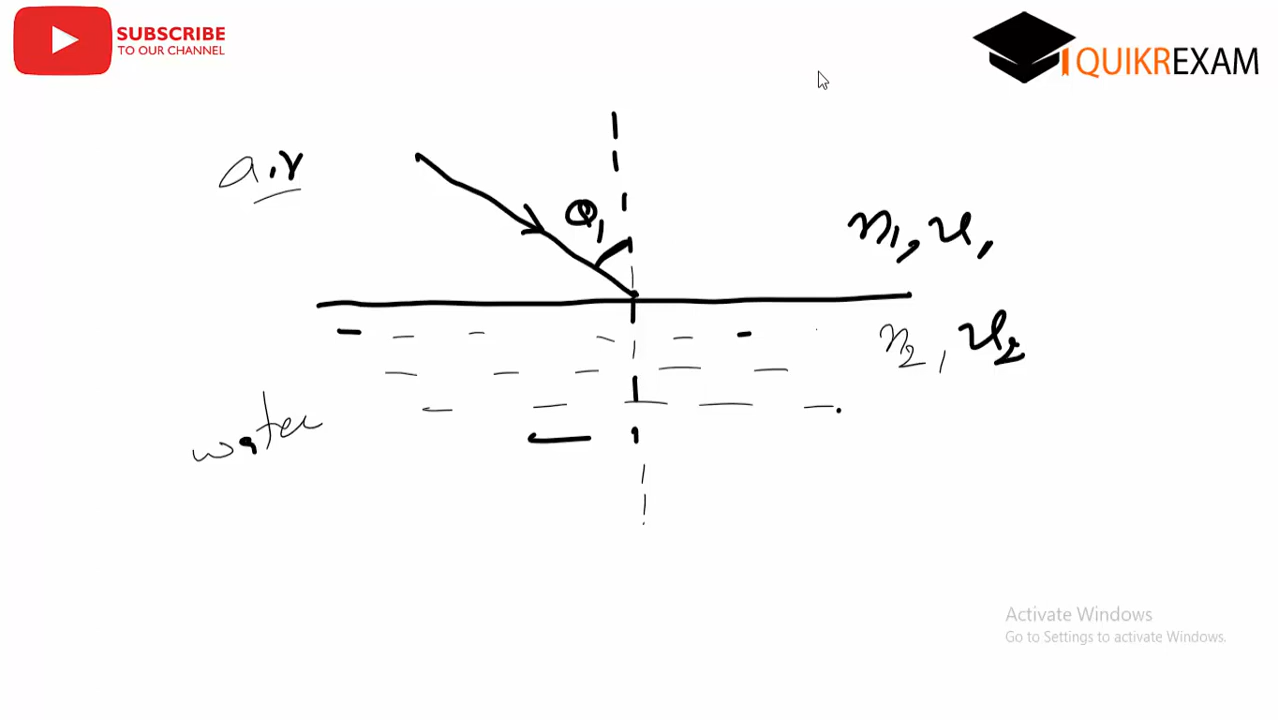 SUBSCRIBE
TO OUR CHANNEL
QUIKREXAM
air
θ1
n1, v1
n2, v2
water
Activate Windows
Go to Settings to activate Windows.